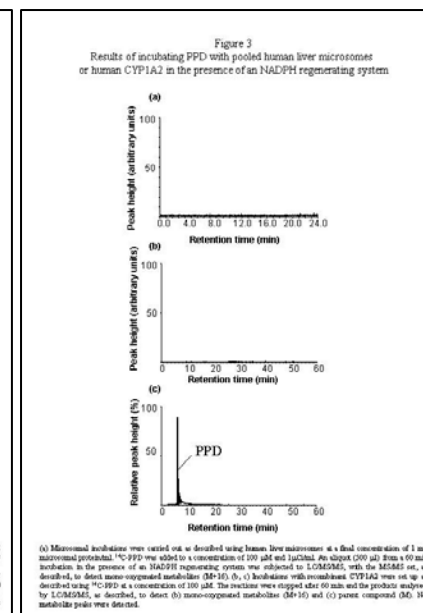 Figure 3
Results of incubating PPD with pooled human liver microsomes
or human CYP1A2 in the presence of an NADPH regenerating system
(a)
Peak height (arbitrary units)
100
50
0.0 4.0 8.0 12.0 16.0 20.0 24.0
Retention time (min)
(b)
Peak height (arbitrary units)
100
50
0 10 20 30 40 50 60
Retention time (min)
(c)
Relative peak height (%)
100
50
PPD
0 10 20 30 40 50 60
Retention time (min)
(a) Microsomal incubations were carried out as described using human liver microsomes at a final concentration of 1 m
microsomal protein/ml. ¹⁴C-PPD was added to a concentration of 100 µM and 1µCi/ml. An aliquot (300 µl) from a 60 mi
incubation in the presence of an NADPH regenerating system was subjected to LC/MS/MS, with the MS/MS set, a
described, to detect mono-oxygenated metabolites (M+16). (b, c) Incubations with recombinant CYP1A2 were set up a
described using ¹⁴C-PPD at a concentration of 100 µM. The reactions were stopped after 60 min and the products analyse
by LC/MS/MS, as described, to detect (b) mono-oxygenated metabolites (M+16) and (c) parent compound (M). N
metabolite peaks were detected.